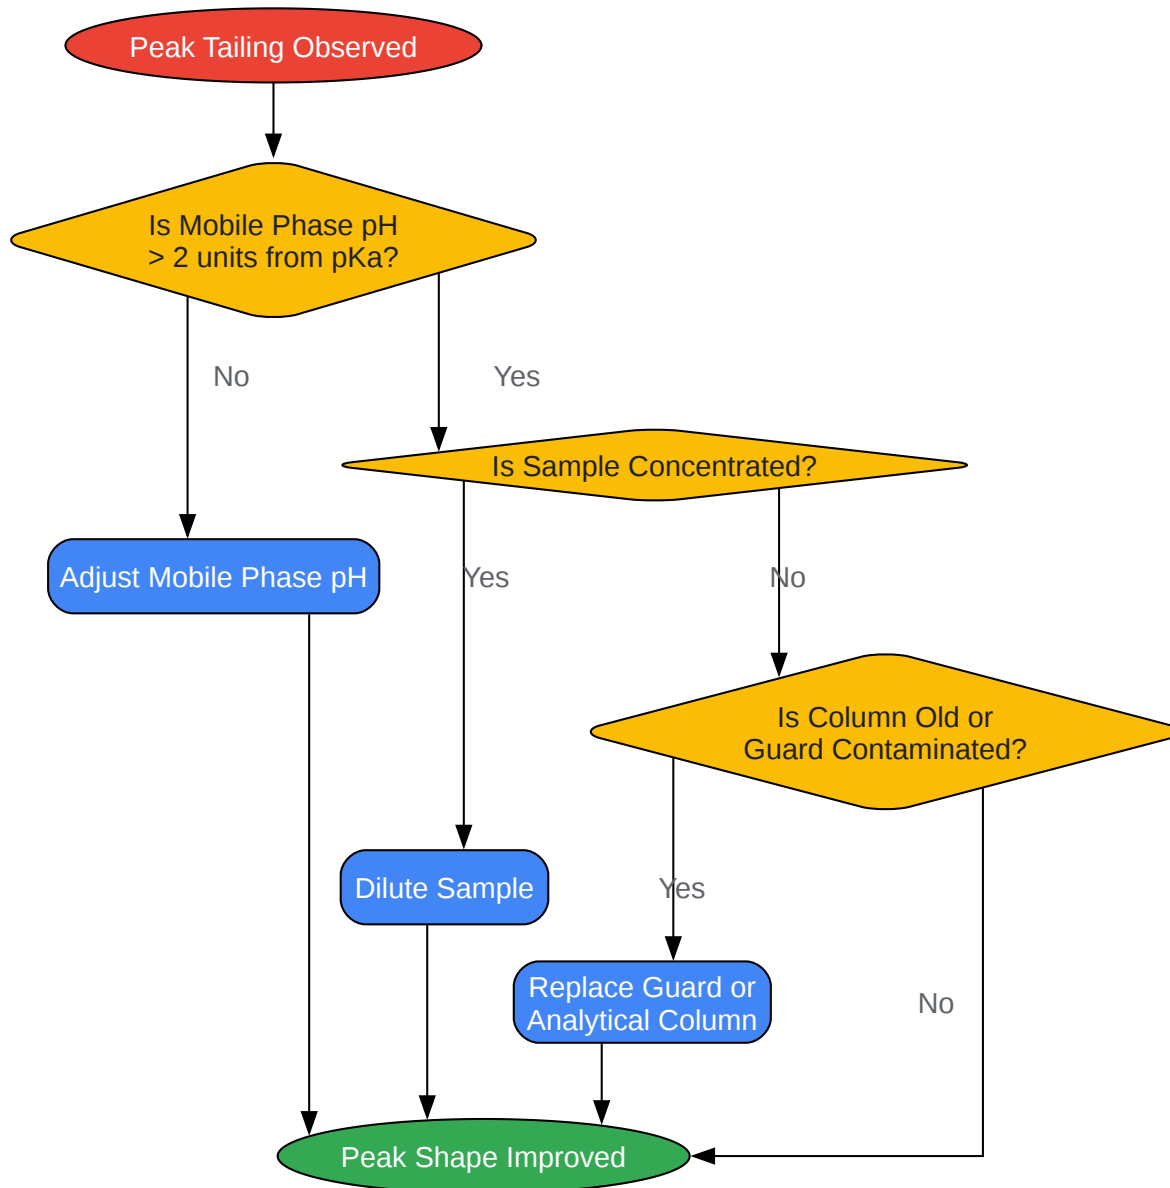 Peak Tailing Observed
Is Mobile Phase pH
> 2 units from pKa?
No
Yes
Is Sample Concentrated?
Adjust Mobile Phase pH
Yes
No
Is Column Old or
Guard Contaminated?
Dilute Sample
Yes
Replace Guard or
Analytical Column
No
Peak Shape Improved